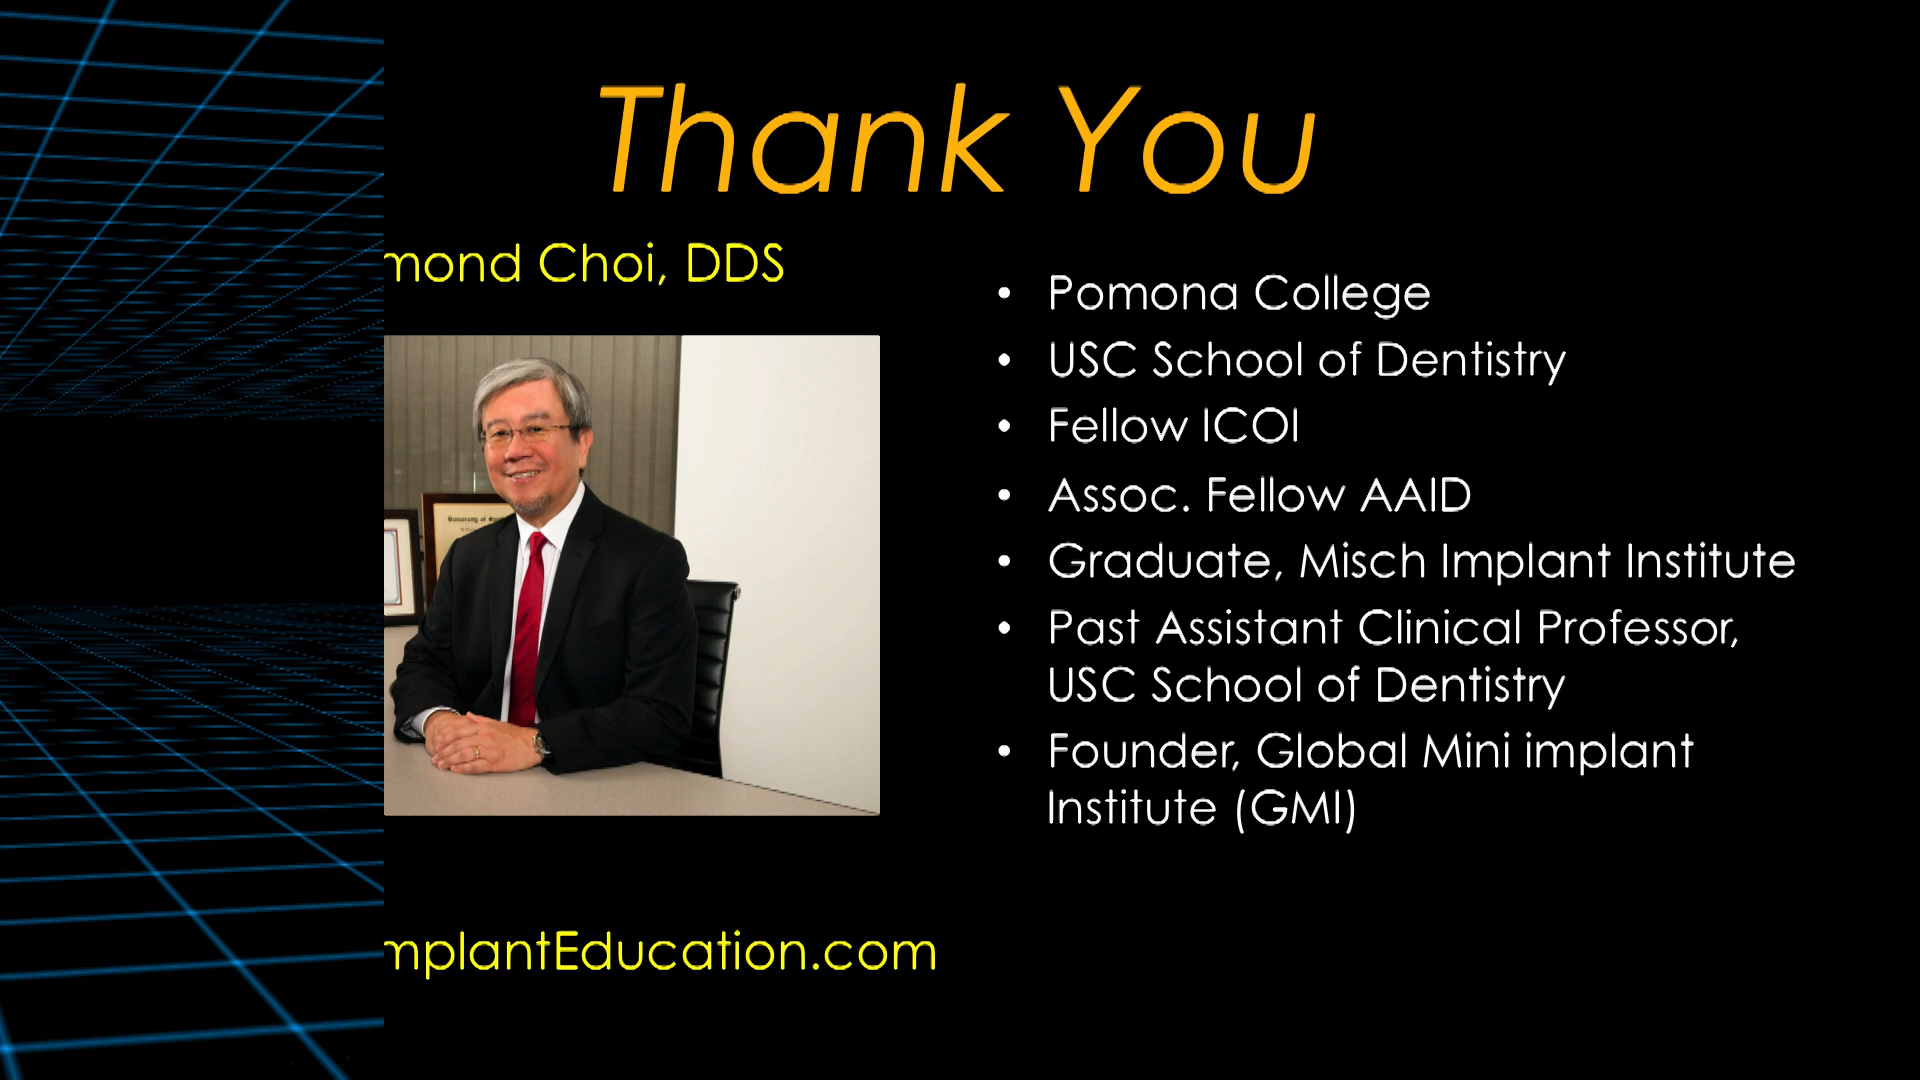 Thank You
mond Choi, DDS
• Pomona College
• USC School of Dentistry
• Fellow ICOI
• Assoc. Fellow AAID
• Graduate, Misch Implant Institute
• Past Assistant Clinical Professor,
USC School of Dentistry
• Founder, Global Mini implant
Institute (GMI)
mplantEducation.com